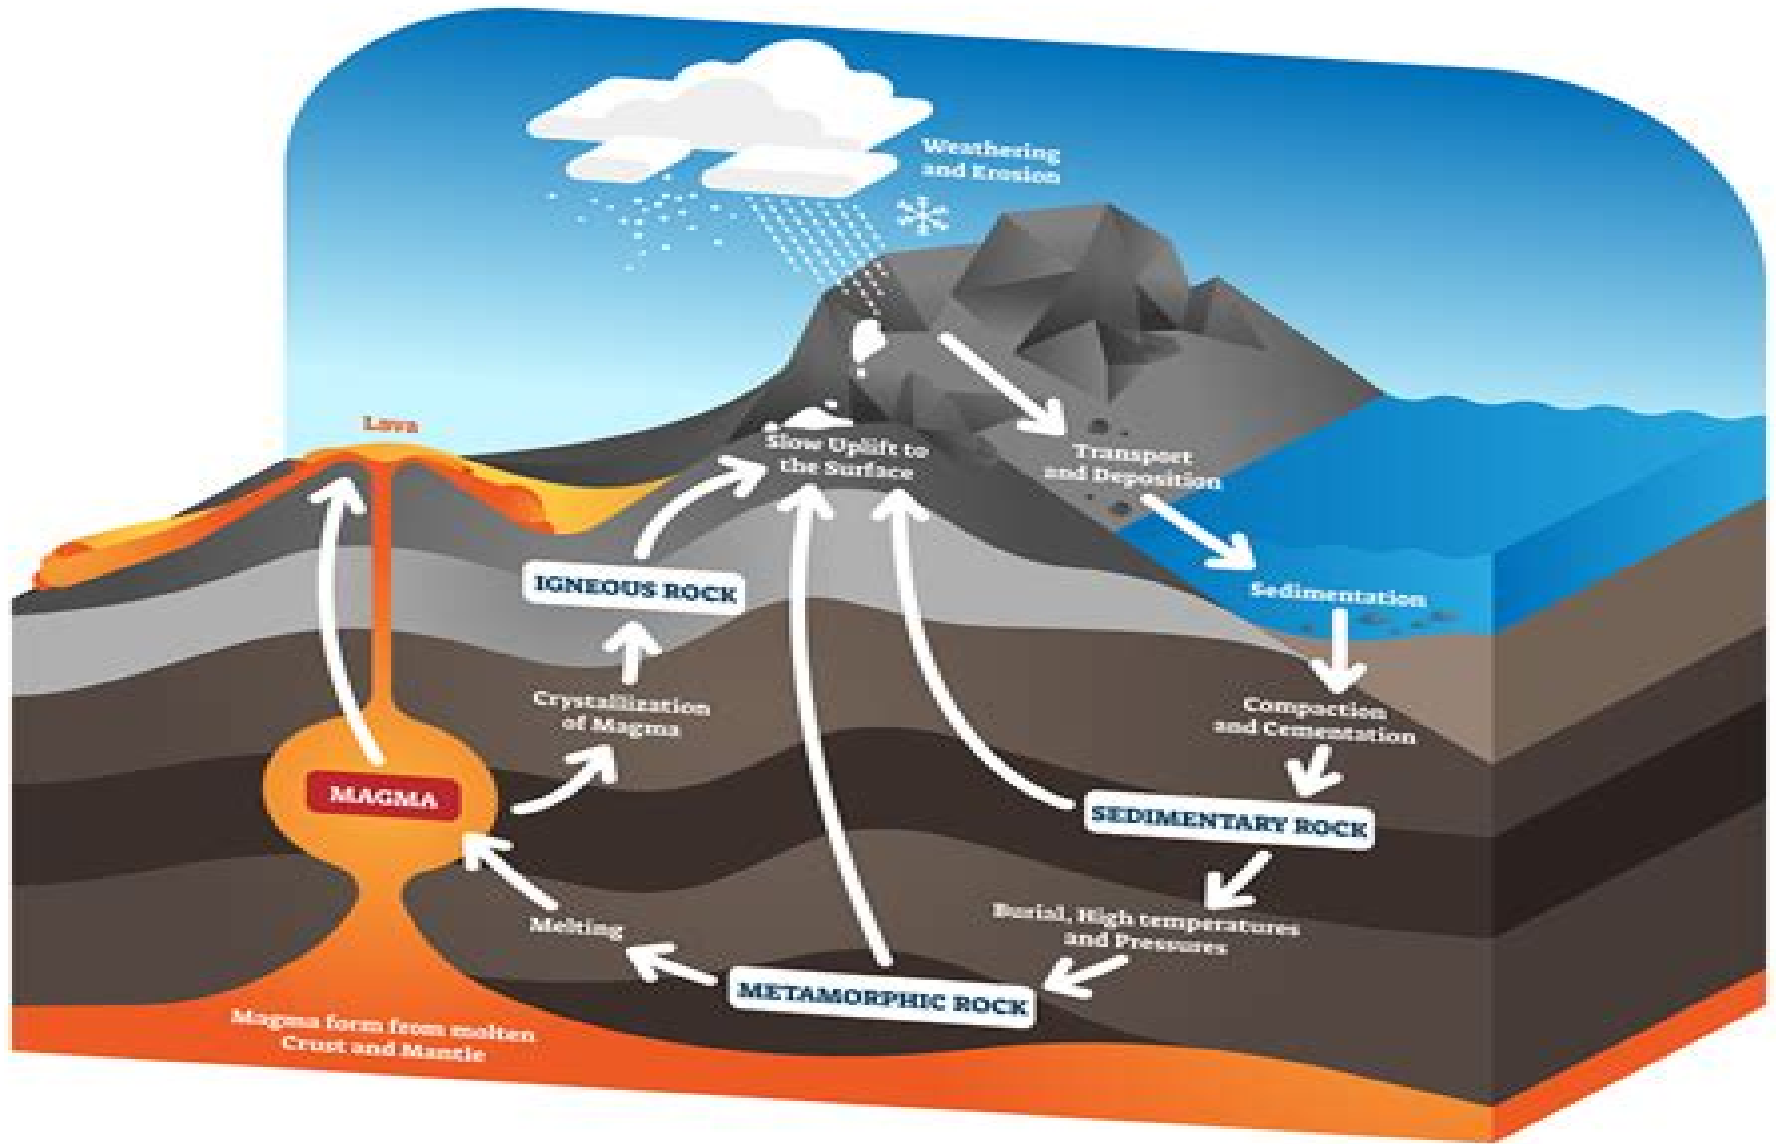 Weathering
and Erosion
Lava
Slow Uplift to
the Surface
Transport
and Deposition
IGNEOUS ROCK
Sedimentation
Crystallization
of Magma
Compaction
and Cementation
MAGMA
SEDIMENTARY ROCK
Melting
Burial, High temperatures
and Pressures
METAMORPHIC ROCK
Magma form from molten
Crust and Mantle